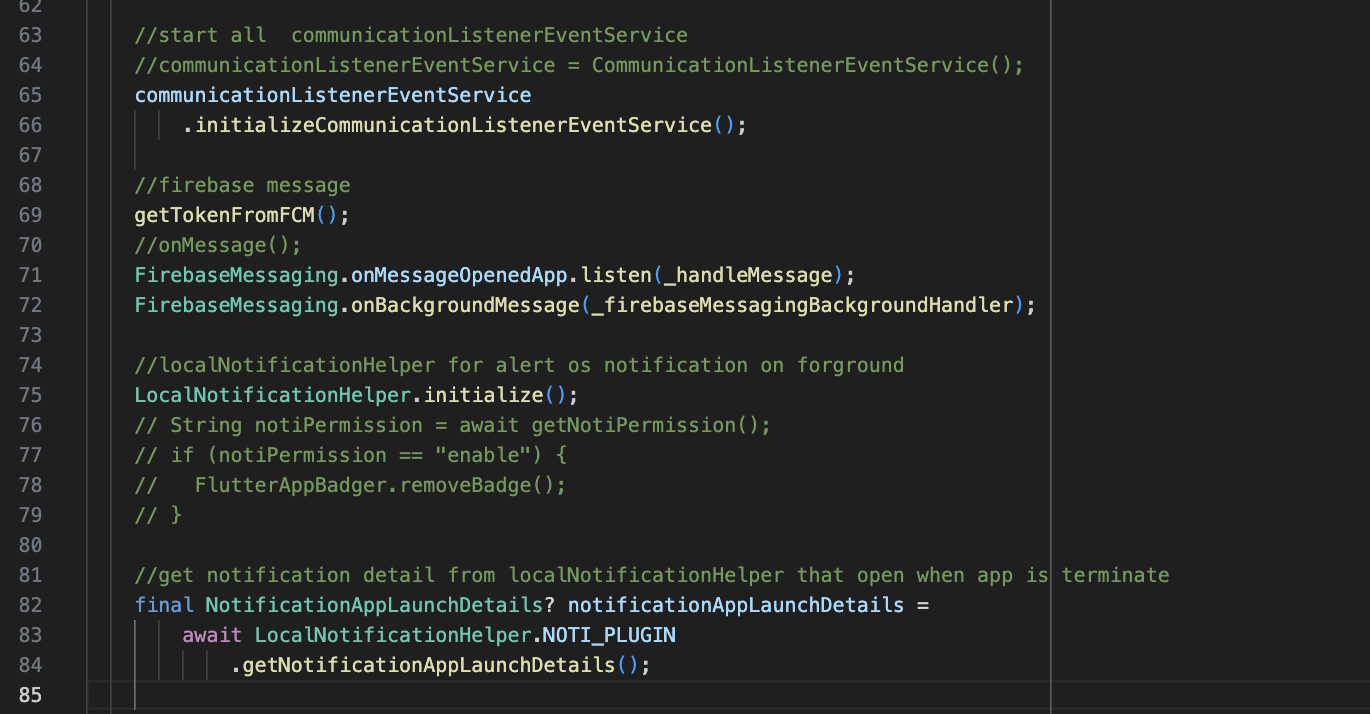 62
63 //start all  communicationListenerEventService
64 //communicationListenerEventService = CommunicationListenerEventService();
65 communicationListenerEventService
66 .initializeCommunicationListenerEventService();
67
68 //firebase message
69 getTokenFromFCM();
70 //onMessage();
71 FirebaseMessaging.onMessageOpenedApp.listen(_handleMessage);
72 FirebaseMessaging.onBackgroundMessage(_firebaseMessagingBackgroundHandler);
73
74 //localNotificationHelper for alert os notification on forground
75 LocalNotificationHelper.initialize();
76 // String notiPermission = await getNotiPermission();
77 // if (notiPermission == "enable") {
78 //   FlutterAppBadger.removeBadge();
79 // }
80
81 //get notification detail from localNotificationHelper that open when app is terminate
82 final NotificationAppLaunchDetails? notificationAppLaunchDetails =
83 await LocalNotificationHelper.NOTI_PLUGIN
84 .getNotificationAppLaunchDetails();
85